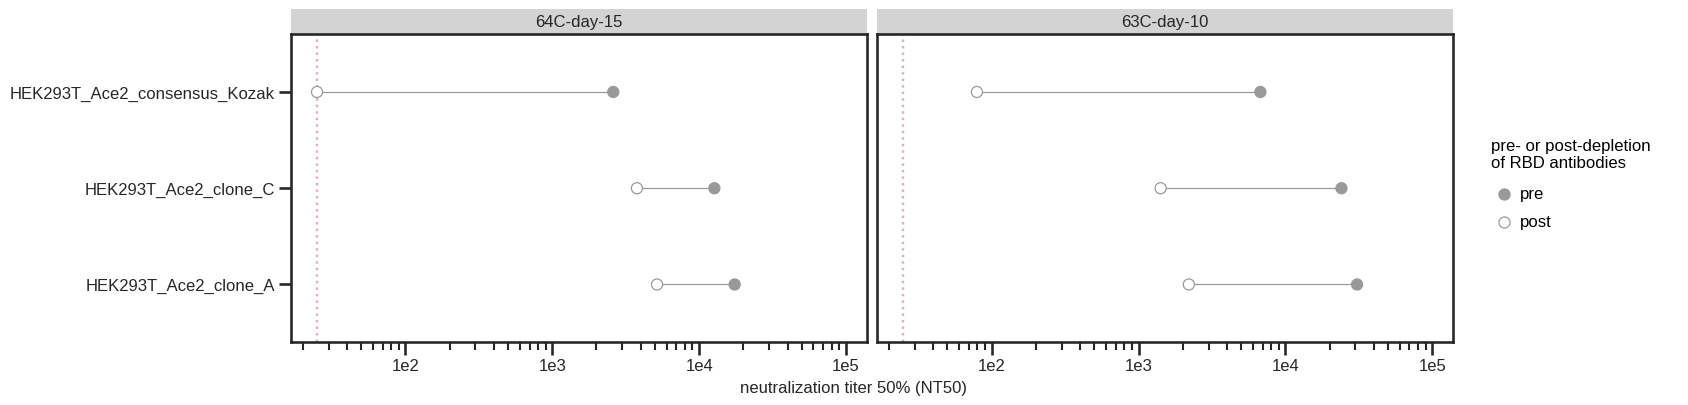 64C-day-15
63C-day-10
HEK293T_Ace2_consensus_Kozak
HEK293T_Ace2_clone_C
HEK293T_Ace2_clone_A
1e2
1e3
1e4
1e5
1e2
1e3
1e4
1e5
neutralization titer 50% (NT50)
pre- or post-depletion
of RBD antibodies
pre
post